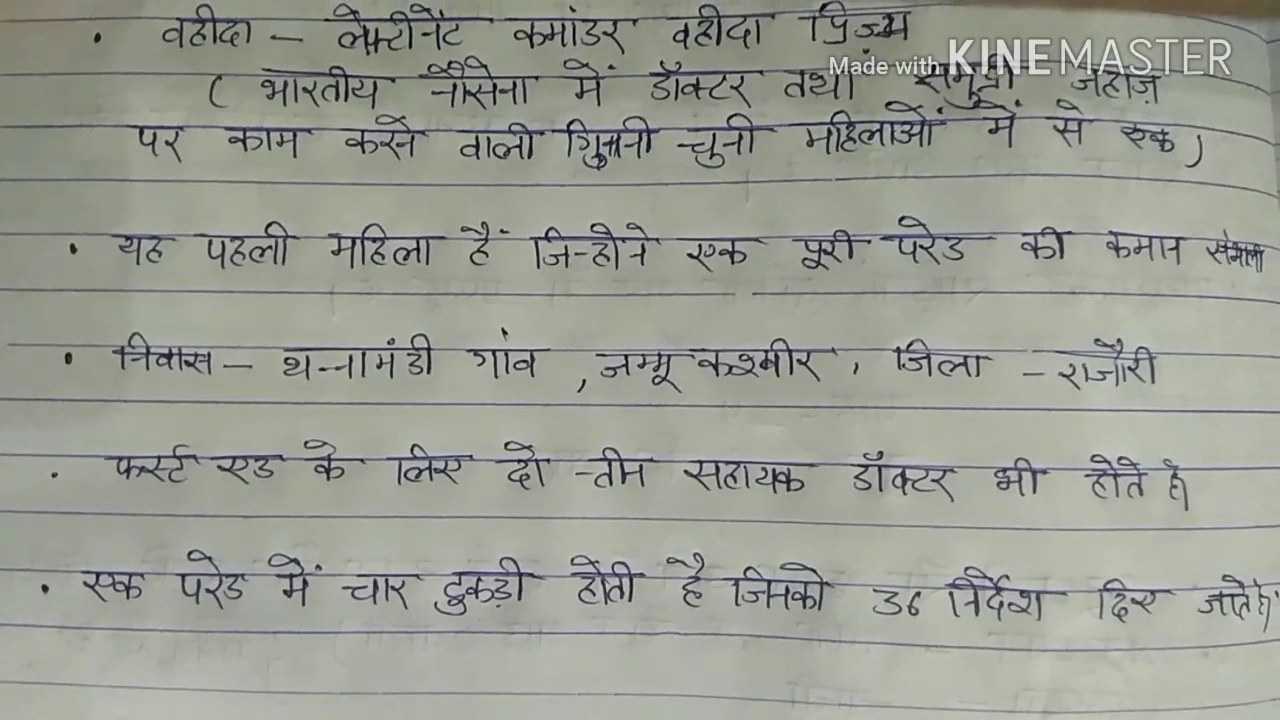 • वहीदा – लेफ्टीनेंट कमांडर वहीदा प्रिज्म
Made with KINEMASTER
( भारतीय नौसेना में डॉक्टर तथा समुद्री जहाज़
पर काम करने वाली गिनी चुनी महिलाओं में से एक )
• यह पहली महिला हैं जिन्होंने एक पूरी परेड की कमान संभाली
• निवास – थन्नामंडी गांव , जम्मू कश्मीर , जिला – राजौरी
• फर्स्ट एड के लिए दो -तीन सहायक डॉक्टर भी होते है।
• एक परेड में चार टुकड़ी होती है जिनको 36 निर्देश दिए जाते है।